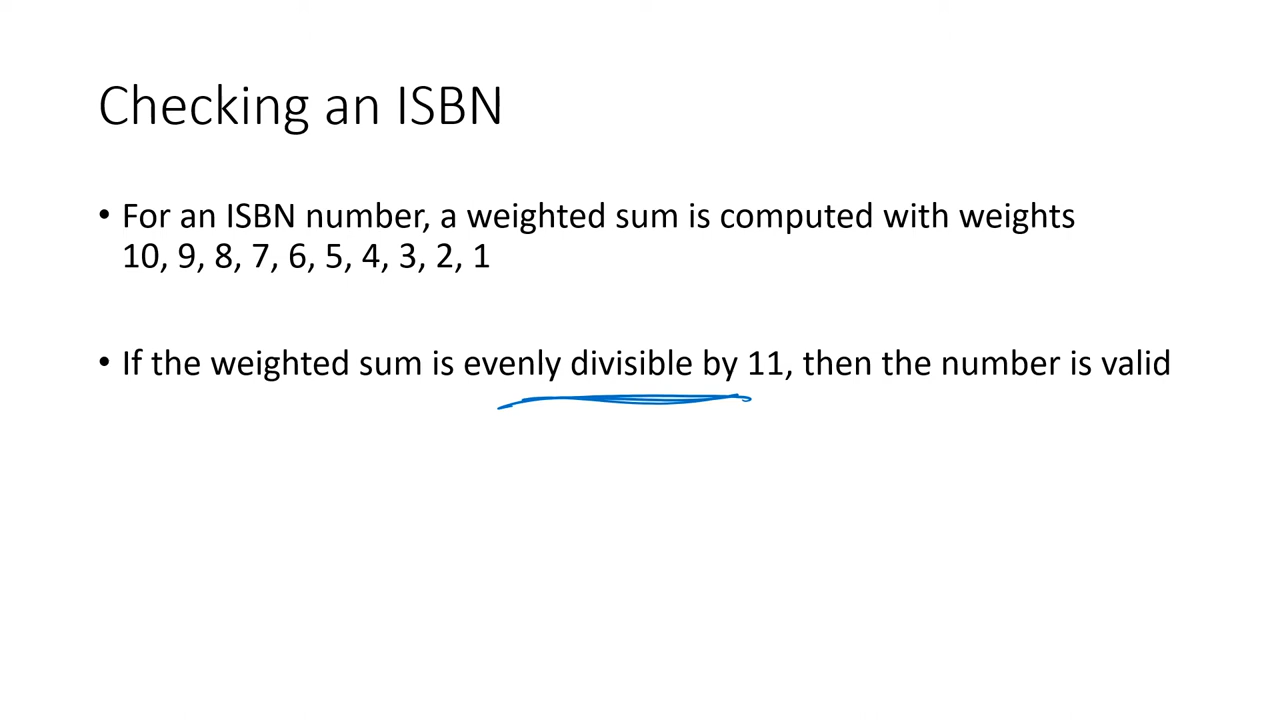 Checking an ISBN
• For an ISBN number, a weighted sum is computed with weights
10, 9, 8, 7, 6, 5, 4, 3, 2, 1
• If the weighted sum is evenly divisible by 11, then the number is valid